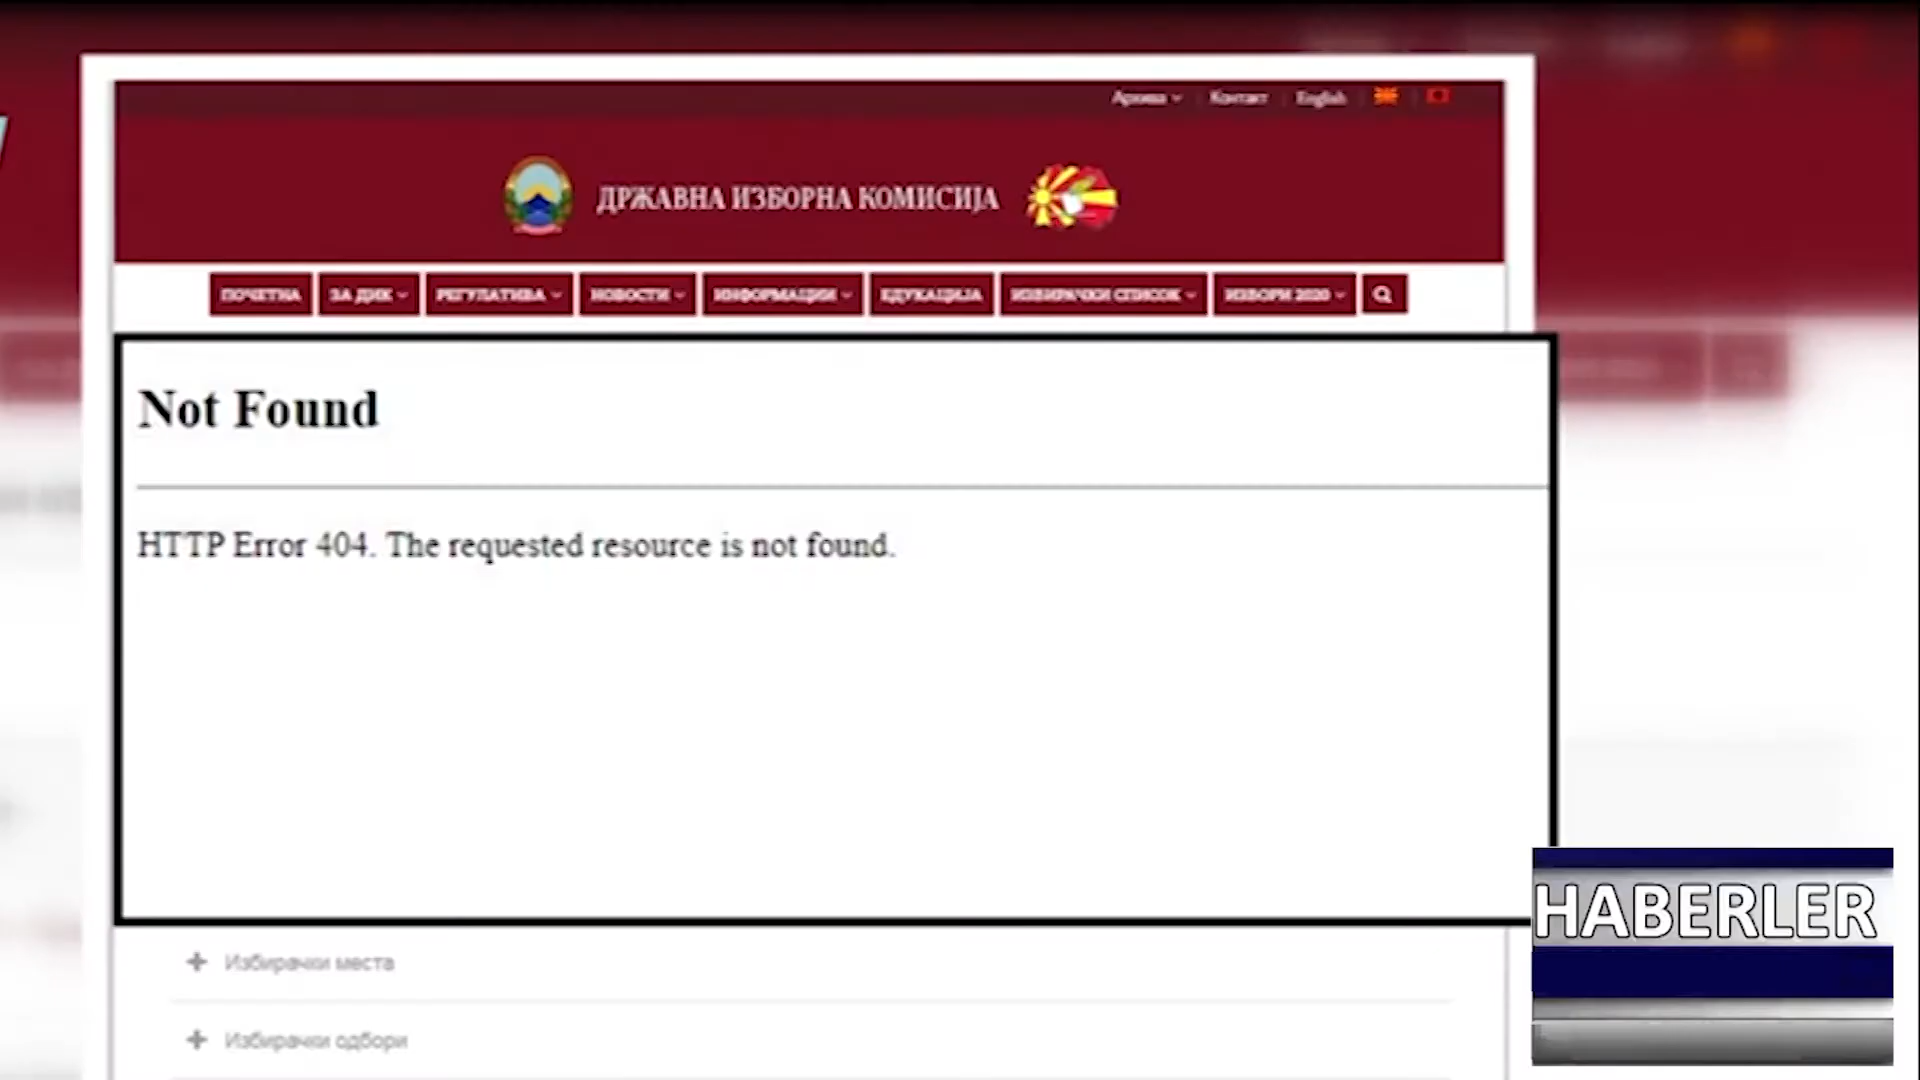 Архива
Контакт
English
ДРЖАВНА ИЗБОРНА КОМИСИЈА
ПОЧЕТНА
ЗА ДИК
РЕГУЛАТИВА
НОВОСТИ
ИНФОРМАЦИИ
ЕДУКАЦИЈА
ИЗБИРАЧКИ СПИСОК
ИЗБОРИ 2020
Not Found
HTTP Error 404. The requested resource is not found.
Избирачки места
Избирачки одбори
HABERLER